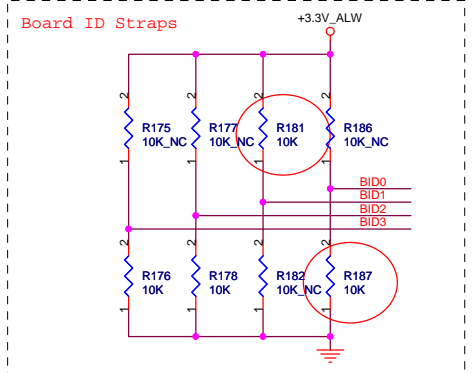 Board ID Straps
+3.3V_ALW
2 2 2 2
R175 R177 R181 R186
10K_NC 10K_NC 10K 10K_NC
1 1 1 1
BID0
BID1
BID2
BID3
2 2 2 2
R176 R178 R182 R187
10K 10K 10K_NC 10K
1 1 1 1